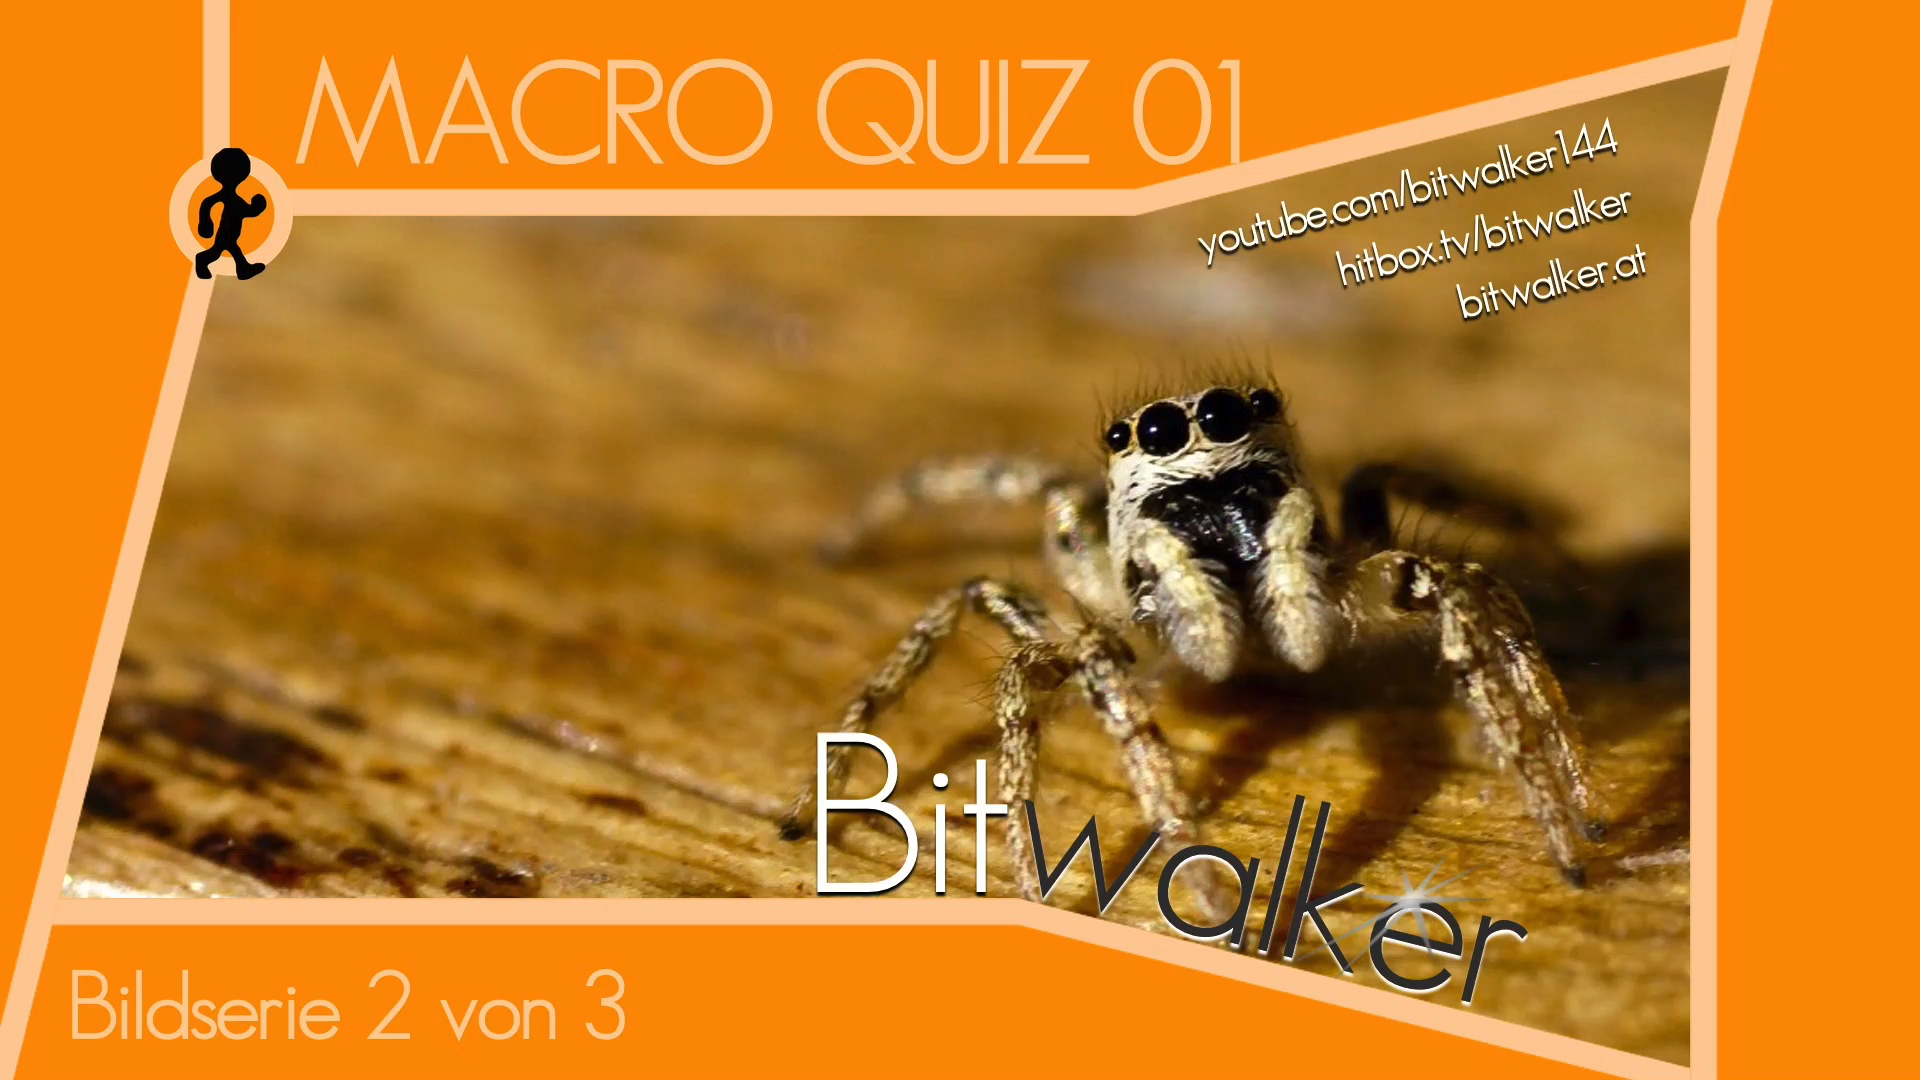 MACRO QUIZ 01
youtube.com/bitwalker144
hitbox.tv/bitwalker
bitwalker.at
Bitwalker
Bildserie 2 von 3